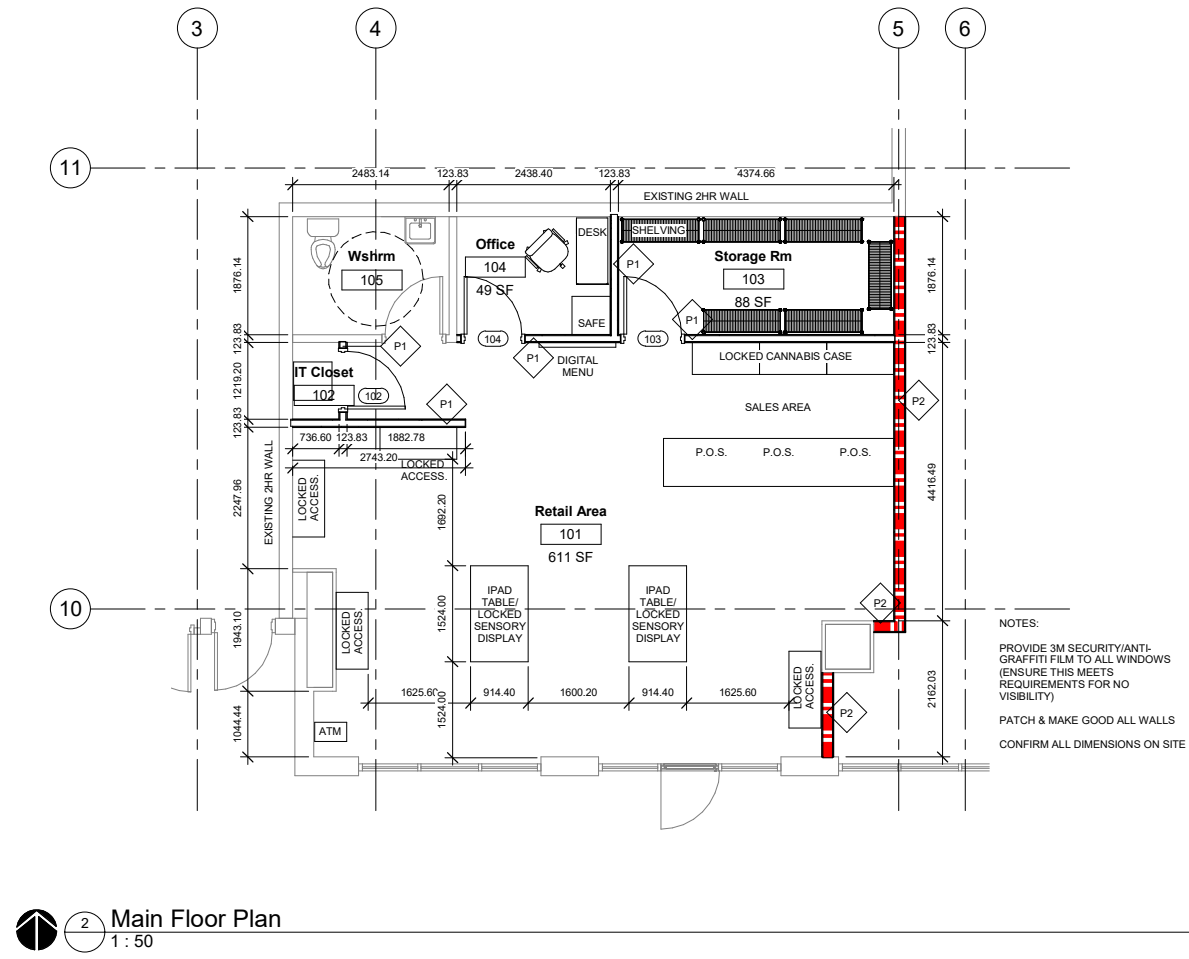 3
4
5
6
11
2483.14
123.83
2438.40
123.83
4374.66
EXISTING 2HR WALL
1876.14
123.83
1219.20
123.83
2247.96
1943.10
1044.44
EXISTING 2HR WALL
Wshrm
105
Office
104
49 SF
DESK
SAFE
SHELVING
Storage Rm
103
88 SF
P1
P1
P1
P1
P1
104
103
DIGITAL
MENU
LOCKED CANNABIS CASE
IT Closet
102
102
SALES AREA
P2
1876.14
123.83
4416.49
2162.03
736.60
123.83
1882.78
2743.20
LOCKED
ACCESS.
P.O.S.
P.O.S.
P.O.S.
LOCKED
ACCESS.
1692.20
Retail Area
101
611 SF
10
LOCKED
ACCESS.
1524.00
IPAD
TABLE/
LOCKED
SENSORY
DISPLAY
IPAD
TABLE/
LOCKED
SENSORY
DISPLAY
P2
LOCKED
ACCESS.
P2
1625.60
914.40
1600.20
914.40
1625.60
1524.00
ATM
NOTES:
PROVIDE 3M SECURITY/ANTI-
GRAFFITI FILM TO ALL WINDOWS
(ENSURE THIS MEETS
REQUIREMENTS FOR NO
VISIBILITY)
PATCH & MAKE GOOD ALL WALLS
CONFIRM ALL DIMENSIONS ON SITE
2
Main Floor Plan
1 : 50